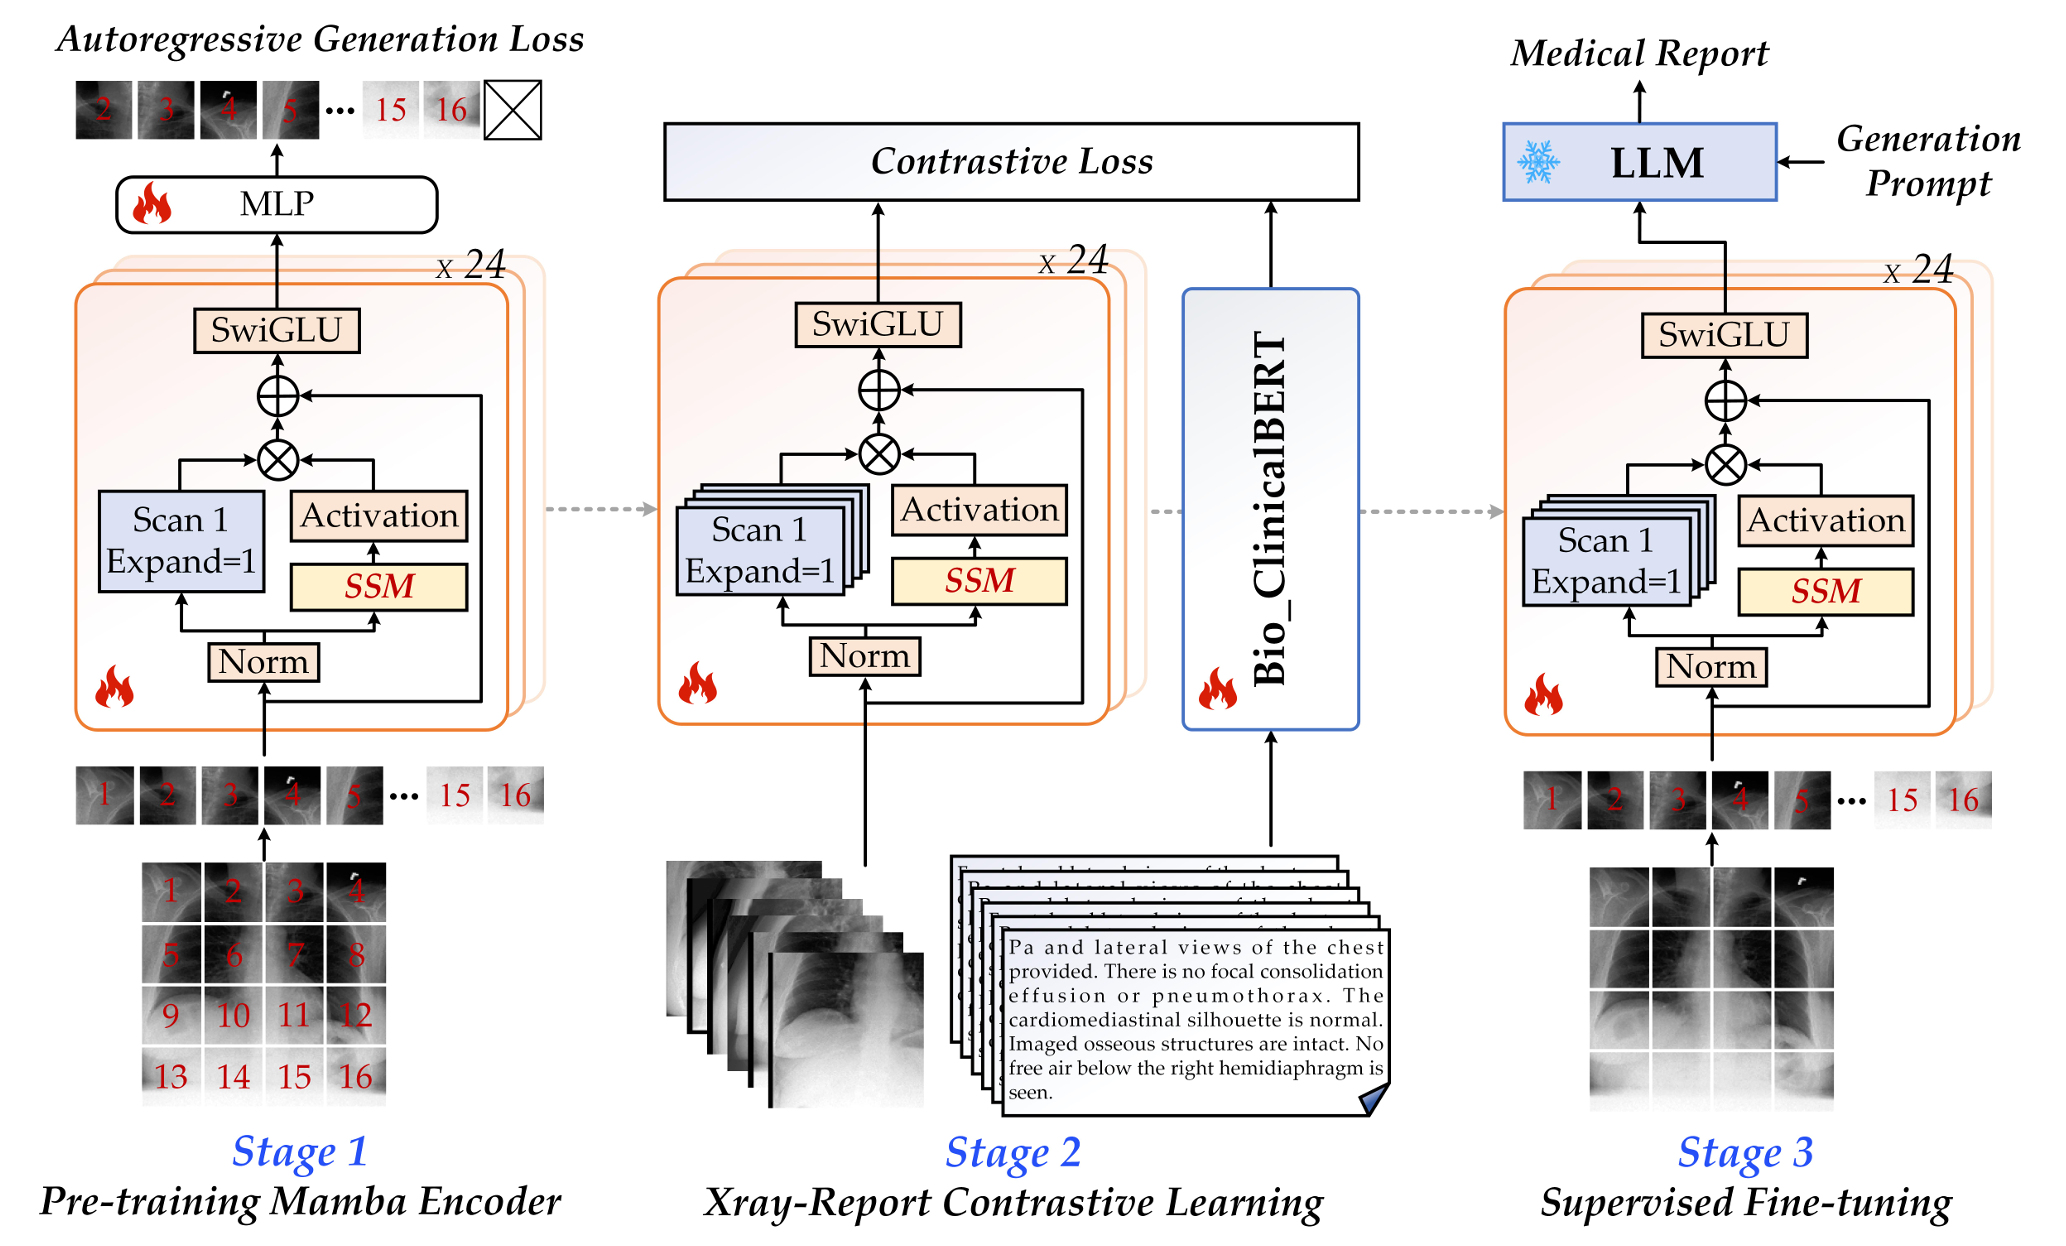 Autoregressive Generation Loss
2 3 4 5 ... 15 16
MLP
x 24
SwiGLU
Scan 1
Expand=1
Activation
SSM
Norm
1 2 3 4 5 ... 15 16
1 2 3 4
5 6 7 8
9 10 11 12
13 14 15 16
Stage 1
Pre-training Mamba Encoder
Contrastive Loss
x 24
SwiGLU
Scan 1
Expand=1
Activation
SSM
Norm
Bio_ClinicalBERT
Pa and lateral views of the chest
provided. There is no focal consolidation
effusion or pneumothorax. The
cardiomediastinal silhouette is normal.
Imaged osseous structures are intact. No
free air below the right hemidiaphragm is
seen.
Stage 2
Xray-Report Contrastive Learning
Medical Report
LLM
Generation
Prompt
x 24
SwiGLU
Scan 1
Expand=1
Activation
SSM
Norm
1 2 3 4 5 ... 15 16
Stage 3
Supervised Fine-tuning